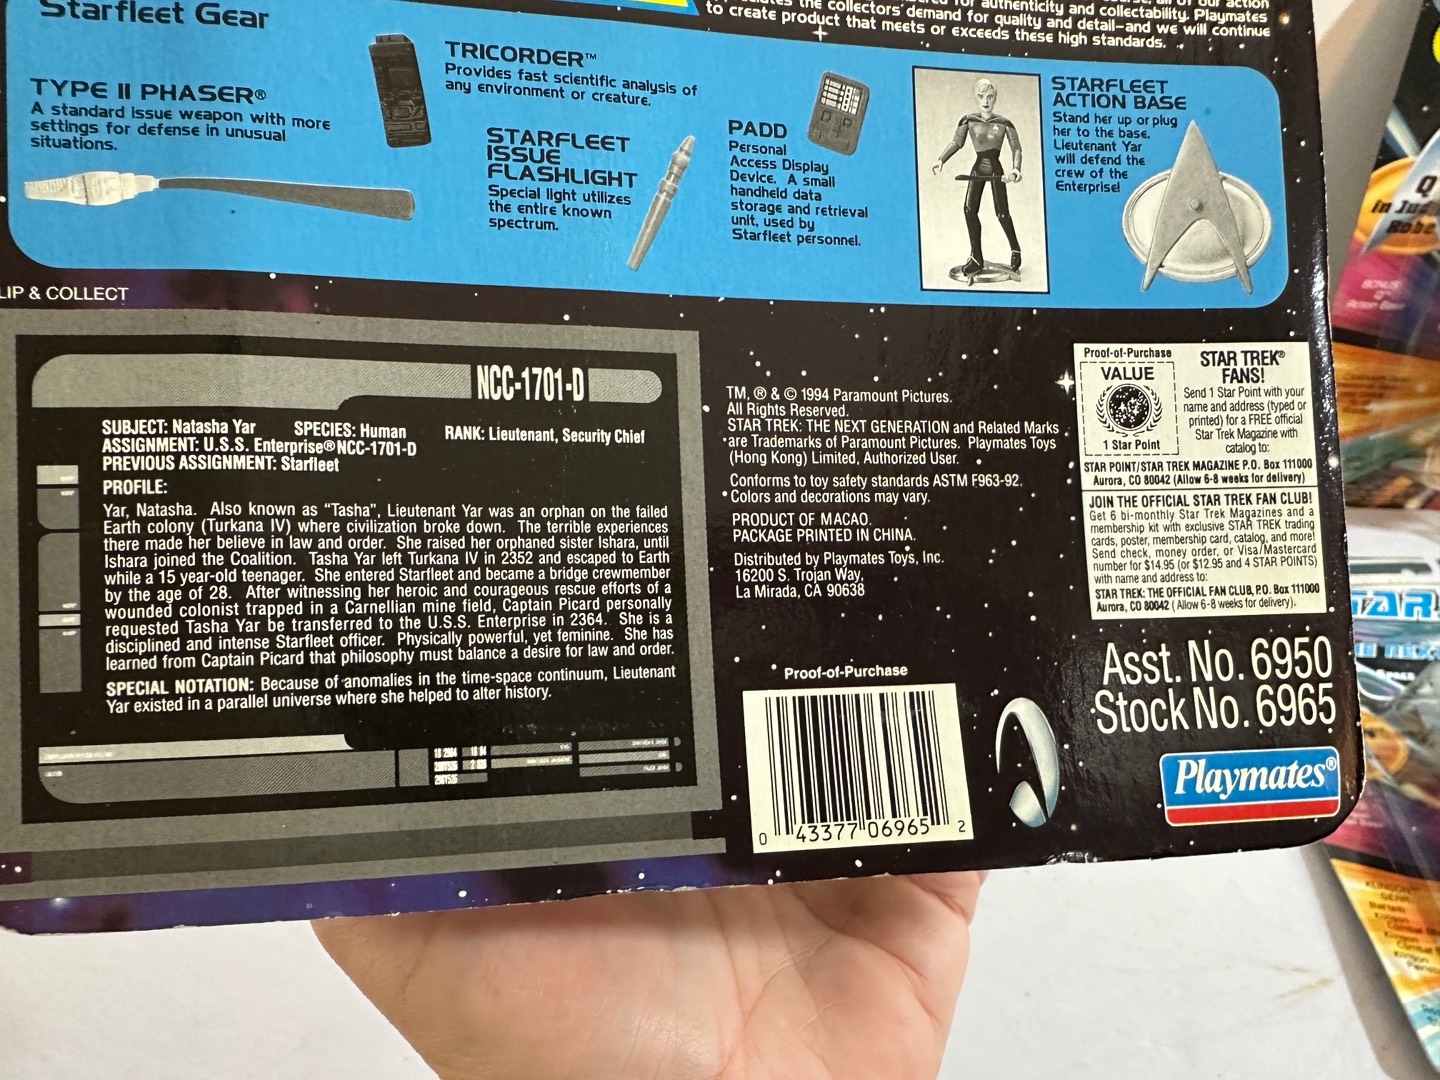 the collectors' demand for quality and detail–and we will continue
to create product that meets or exceeds these high standards.
Starfleet Gear
TYPE II PHASER®
A standard issue weapon with more
settings for defense in unusual
situations.
TRICORDER™
Provides fast scientific analysis of
any environment or creature.
STARFLEET
ISSUE
FLASHLIGHT
Special light utilizes
the entire known
spectrum.
PADD
Personal
Access Display
Device. A small
handheld data
storage and retrieval
unit, used by
Starfleet personnel.
STARFLEET
ACTION BASE
Stand her up or plug
her to the base.
Lieutenant Yar
will defend the
crew of the
Enterprise!
& COLLECT
NCC-1701-D
SUBJECT: Natasha Yar SPECIES: Human RANK: Lieutenant, Security Chief
ASSIGNMENT: U.S.S. Enterprise® NCC-1701-D
PREVIOUS ASSIGNMENT: Starfleet
PROFILE:
Yar, Natasha. Also known as "Tasha", Lieutenant Yar was an orphan on the failed
Earth colony (Turkana IV) where civilization broke down. The terrible experiences
there made her believe in law and order. She raised her orphaned sister Ishara, until
Ishara joined the Coalition. Tasha Yar left Turkana IV in 2352 and escaped to Earth
while a 15 year-old teenager. She entered Starfleet and became a bridge crewmember
by the age of 28. After witnessing her heroic and courageous rescue efforts of a
wounded colonist trapped in a Carnellian mine field, Captain Picard personally
requested Tasha Yar be transferred to the U.S.S. Enterprise in 2364. She is a
disciplined and intense Starfleet officer. Physically powerful, yet feminine. She has
learned from Captain Picard that philosophy must balance a desire for law and order.
SPECIAL NOTATION: Because of anomalies in the time-space continuum, Lieutenant
Yar existed in a parallel universe where she helped to alter history.
TM, ® & © 1994 Paramount Pictures.
All Rights Reserved.
STAR TREK: THE NEXT GENERATION and Related Marks
are Trademarks of Paramount Pictures. Playmates Toys
(Hong Kong) Limited, Authorized User.
Conforms to toy safety standards ASTM F963-92.
Colors and decorations may vary.
PRODUCT OF MACAO.
PACKAGE PRINTED IN CHINA.
Distributed by Playmates Toys, Inc.
16200 S. Trojan Way,
La Mirada, CA 90638
Proof-of-Purchase
0 43377 06965 2
Proof-of-Purchase
VALUE
1 Star Point
STAR TREK®
FANS!
Send 1 Star Point with your
name and address (typed or
printed) for a FREE official
Star Trek Magazine with
catalog to:
STAR POINT/STAR TREK MAGAZINE P.O. Box 111000
Aurora, CO 80042 (Allow 6-8 weeks for delivery)
JOIN THE OFFICIAL STAR TREK FAN CLUB!
Get 6 bi-monthly Star Trek Magazines and a
membership kit with exclusive STAR TREK trading
cards, poster, membership card, catalog, and more!
Send check, money order, or Visa/Mastercard
number for $14.95 (or $12.95 and 4 STAR POINTS)
with name and address to:
STAR TREK: THE OFFICIAL FAN CLUB, P.O. Box 111000
Aurora, CO 80042 (Allow 6-8 weeks for delivery).
Asst. No. 6950
Stock No. 6965
Playmates®
Q
Robe